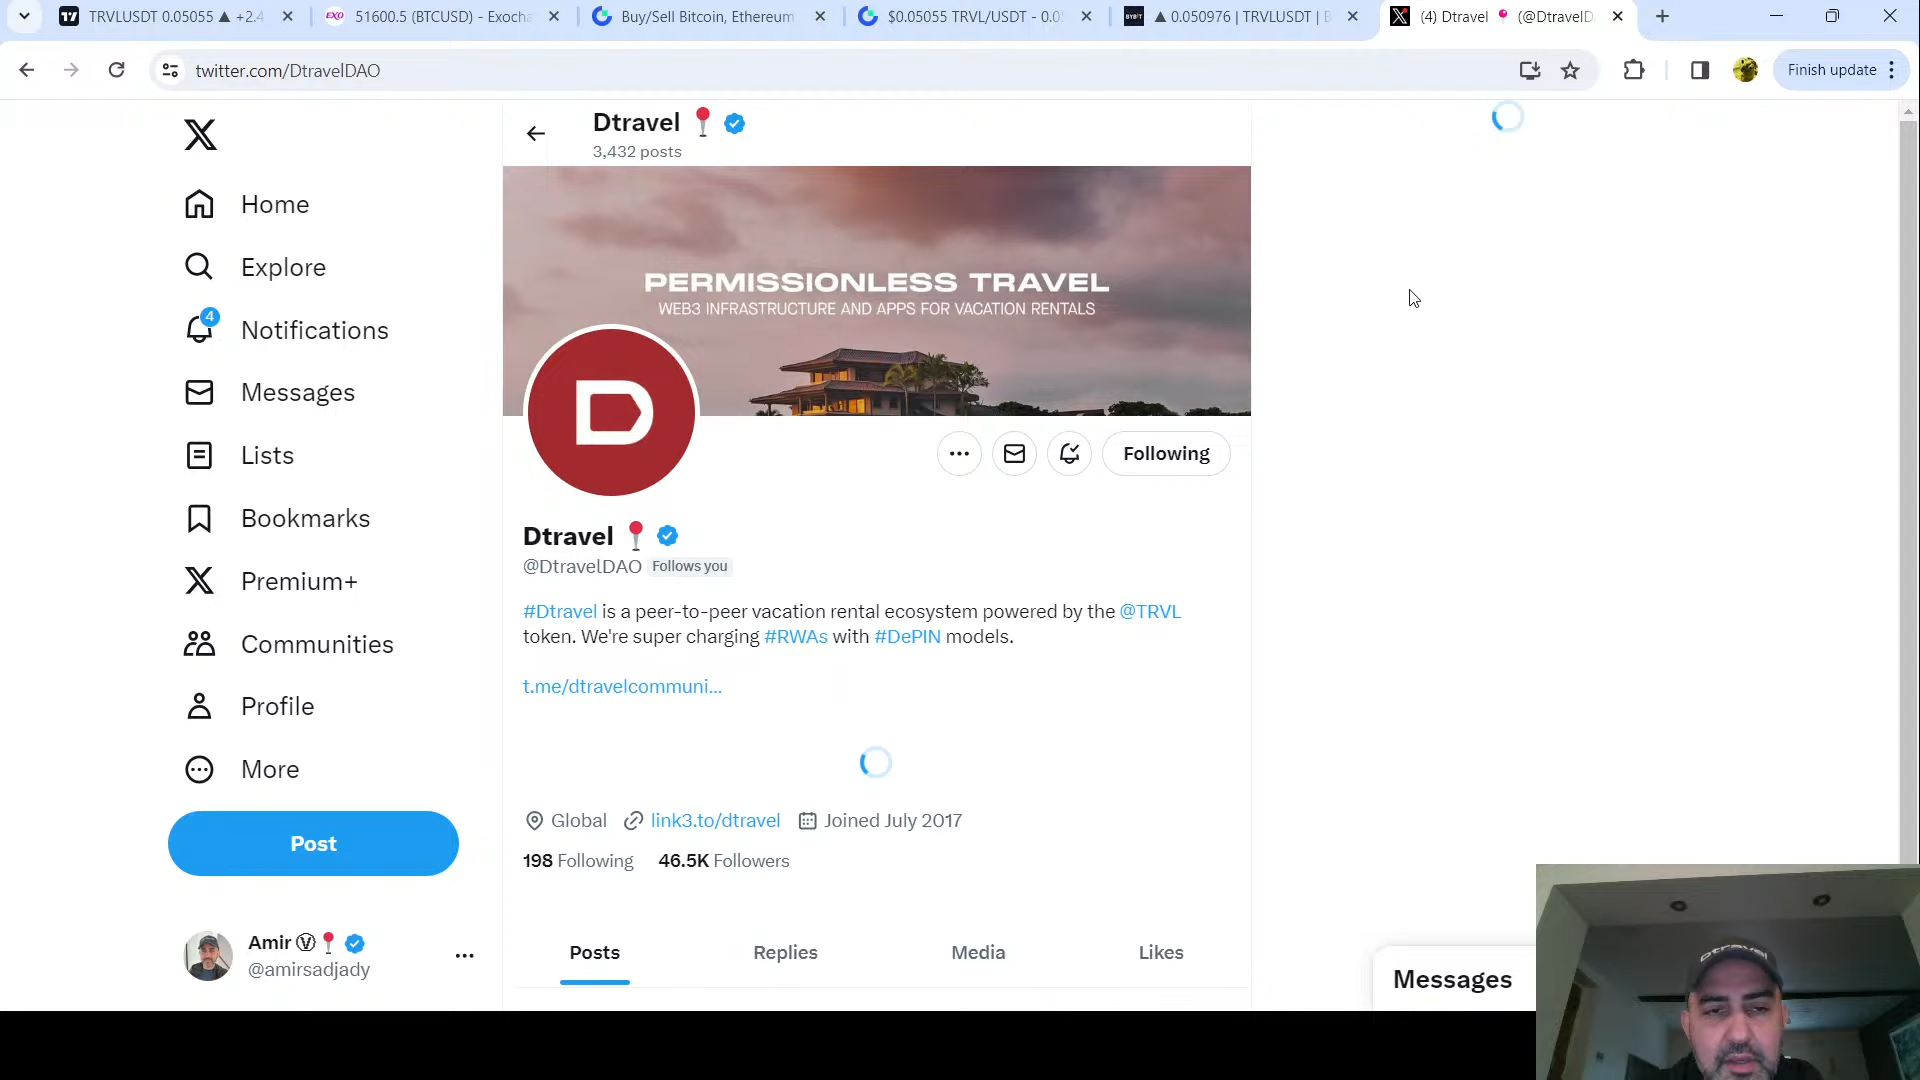 TRVLUSDT 0.05055 ▲ +2.4
EXO 51600.5 (BTCUSD) - Exocha
Buy/Sell Bitcoin, Ethereum
$0.05055 TRVL/USDT - 0.05
BYBIT ▲ 0.050976 | TRVLUSDT | B
(4) Dtravel 📍 (@DtravelD
twitter.com/DtravelDAO
Finish update
Dtravel 📍
3,432 posts
Home
Explore
4
Notifications
Messages
Lists
Bookmarks
Premium+
Communities
Profile
More
Post
Amir Ⓥ📍
@amirsadjady
PERMISSIONLESS TRAVEL
WEB3 INFRASTRUCTURE AND APPS FOR VACATION RENTALS
D
Following
Dtravel 📍
@DtravelDAO Follows you
#Dtravel is a peer-to-peer vacation rental ecosystem powered by the @TRVL
token. We're super charging #RWAs with #DePIN models.
t.me/dtravelcommuni...
Global link3.to/dtravel Joined July 2017
198 Following 46.5K Followers
Posts Replies Media Likes
Messages
Dtravel